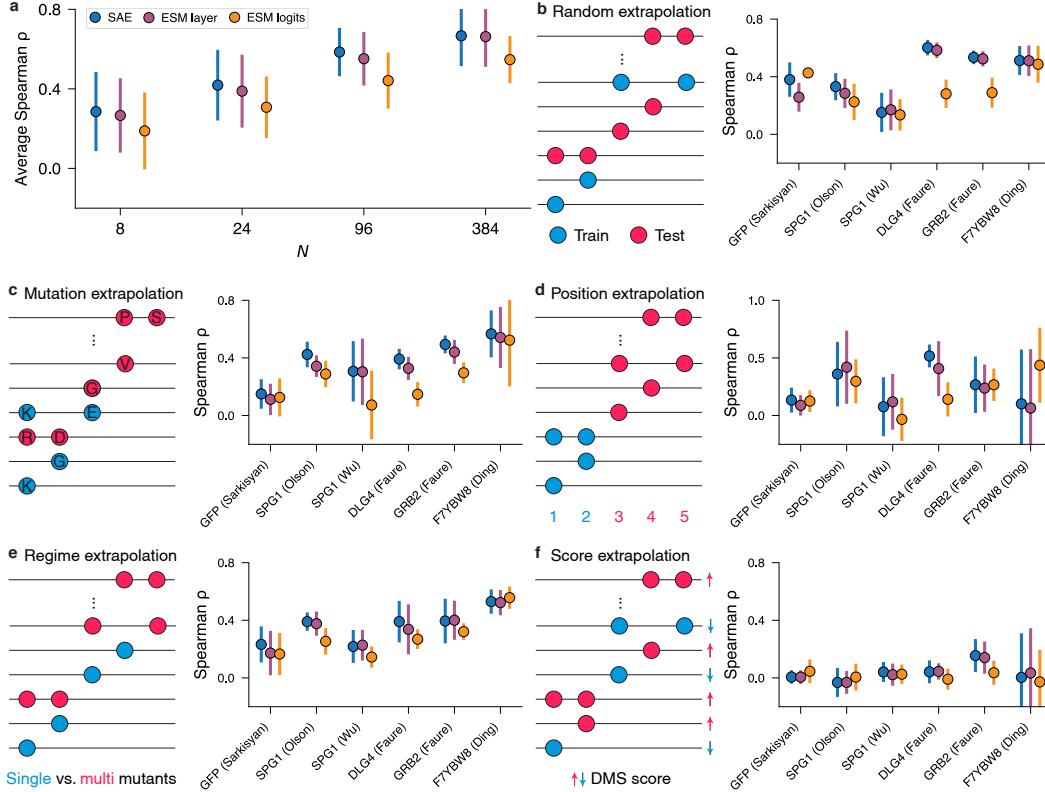 a
SAE ESM layer ESM logits
Average Spearman ρ
0.8
0.4
0.0
8 24 96 384
N
b Random extrapolation
Train Test
Spearman ρ
0.8
0.4
0.0
GFP (Sarkisyan)
SPG1 (Olson)
SPG1 (Wu)
DLG4 (Faure)
GRB2 (Faure)
F7YBW8 (Ding)
c Mutation extrapolation
P S
V
G
K E
R D
G
K
Spearman ρ
0.8
0.4
0.0
GFP (Sarkisyan)
SPG1 (Olson)
SPG1 (Wu)
DLG4 (Faure)
GRB2 (Faure)
F7YBW8 (Ding)
d Position extrapolation
1 2 3 4 5
Spearman ρ
1.0
0.5
0.0
GFP (Sarkisyan)
SPG1 (Olson)
SPG1 (Wu)
DLG4 (Faure)
GRB2 (Faure)
F7YBW8 (Ding)
e Regime extrapolation
Single vs. multi mutants
Spearman ρ
0.8
0.4
0.0
GFP (Sarkisyan)
SPG1 (Olson)
SPG1 (Wu)
DLG4 (Faure)
GRB2 (Faure)
F7YBW8 (Ding)
f Score extrapolation
↑↓ DMS score
Spearman ρ
0.8
0.4
0.0
GFP (Sarkisyan)
SPG1 (Olson)
SPG1 (Wu)
DLG4 (Faure)
GRB2 (Faure)
F7YBW8 (Ding)